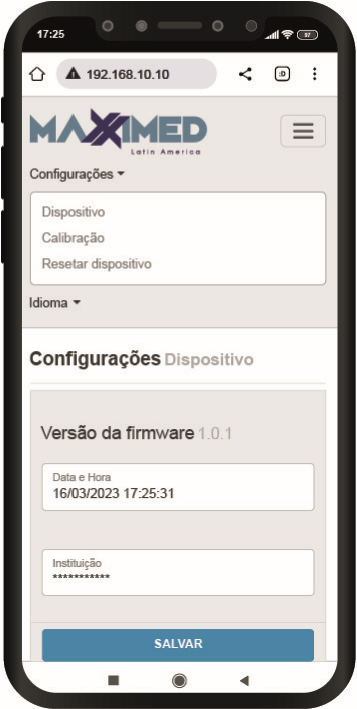 17:25
57
192.168.10.10
:D
MAXIMED
Latin America
Configurações
Dispositivo
Calibração
Resetar dispositivo
Idioma
Configurações Dispositivo
Versão da firmware 1.0.1
Data e Hora
16/03/2023 17:25:31
Instituição
***********
SALVAR